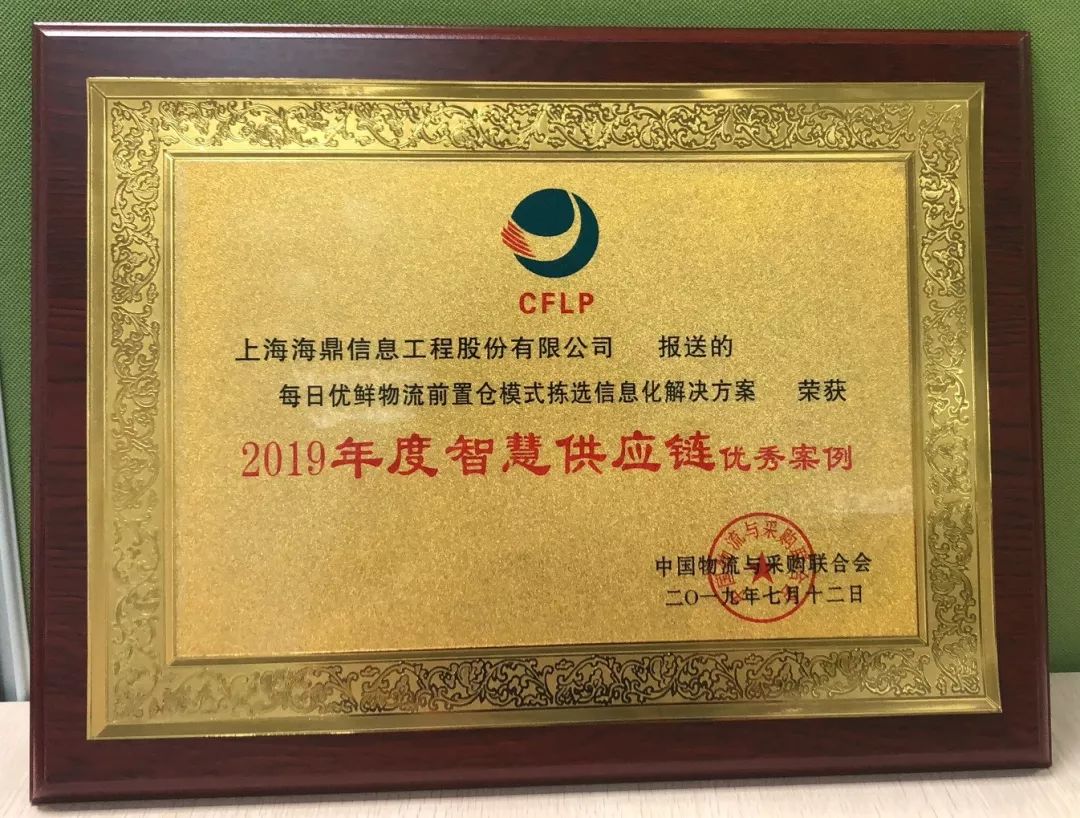 CFLP
上海海鼎信息工程股份有限公司 报送的
每日优鲜物流前置仓模式拣选信息化解决方案 荣获
2019年度智慧供应链优秀案例
中国物流与采购联合会
二〇一九年七月十二日